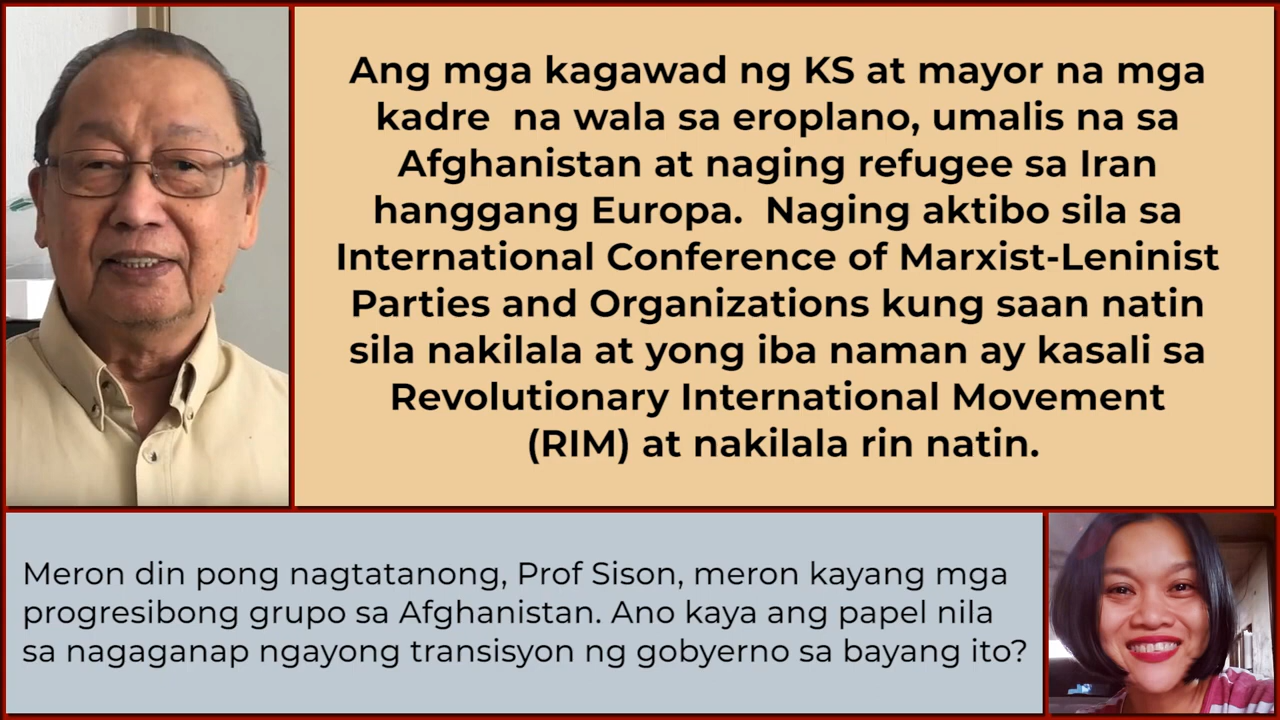 Ang mga kagawad ng KS at mayor na mga
kadre  na wala sa eroplano, umalis na sa
Afghanistan at naging refugee sa Iran
hanggang Europa.  Naging aktibo sila sa
International Conference of Marxist-Leninist
Parties and Organizations kung saan natin
sila nakilala at yong iba naman ay kasali sa
Revolutionary International Movement
(RIM) at nakilala rin natin.
Meron din pong nagtatanong, Prof Sison, meron kayang mga
progresibong grupo sa Afghanistan. Ano kaya ang papel nila
sa nagaganap ngayong transisyon ng gobyerno sa bayang ito?